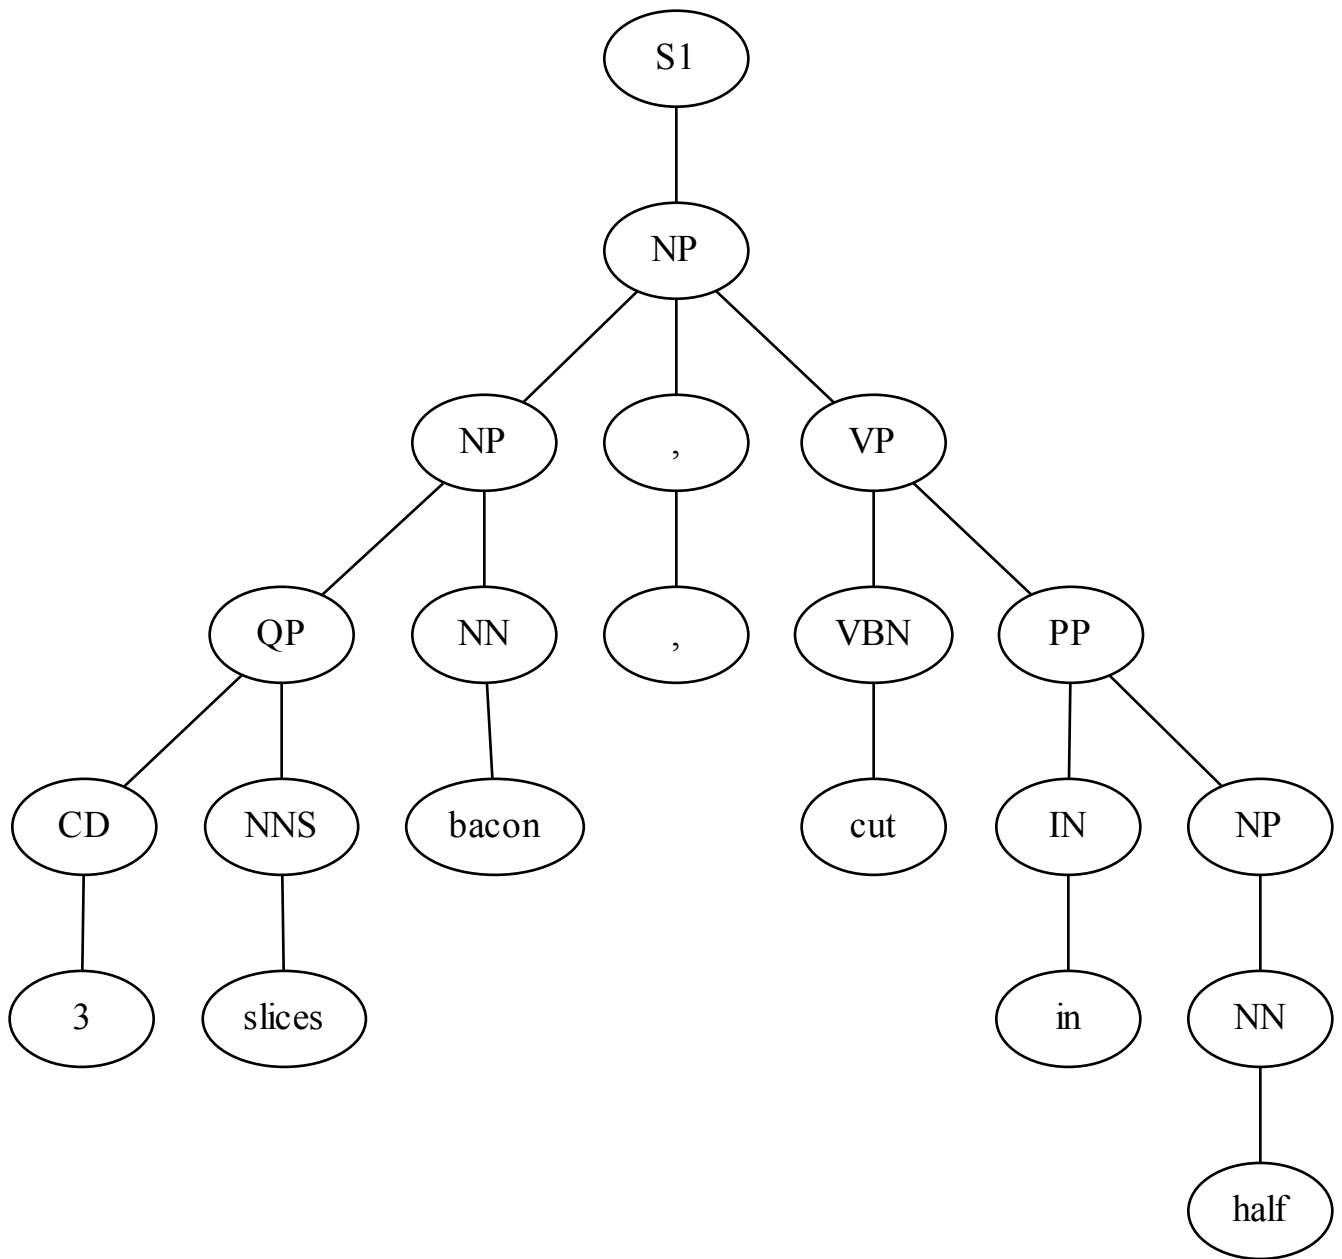 S1
NP
NP , VP
QP NN , VBN PP
CD NNS bacon cut IN NP
3 slices in NN
half